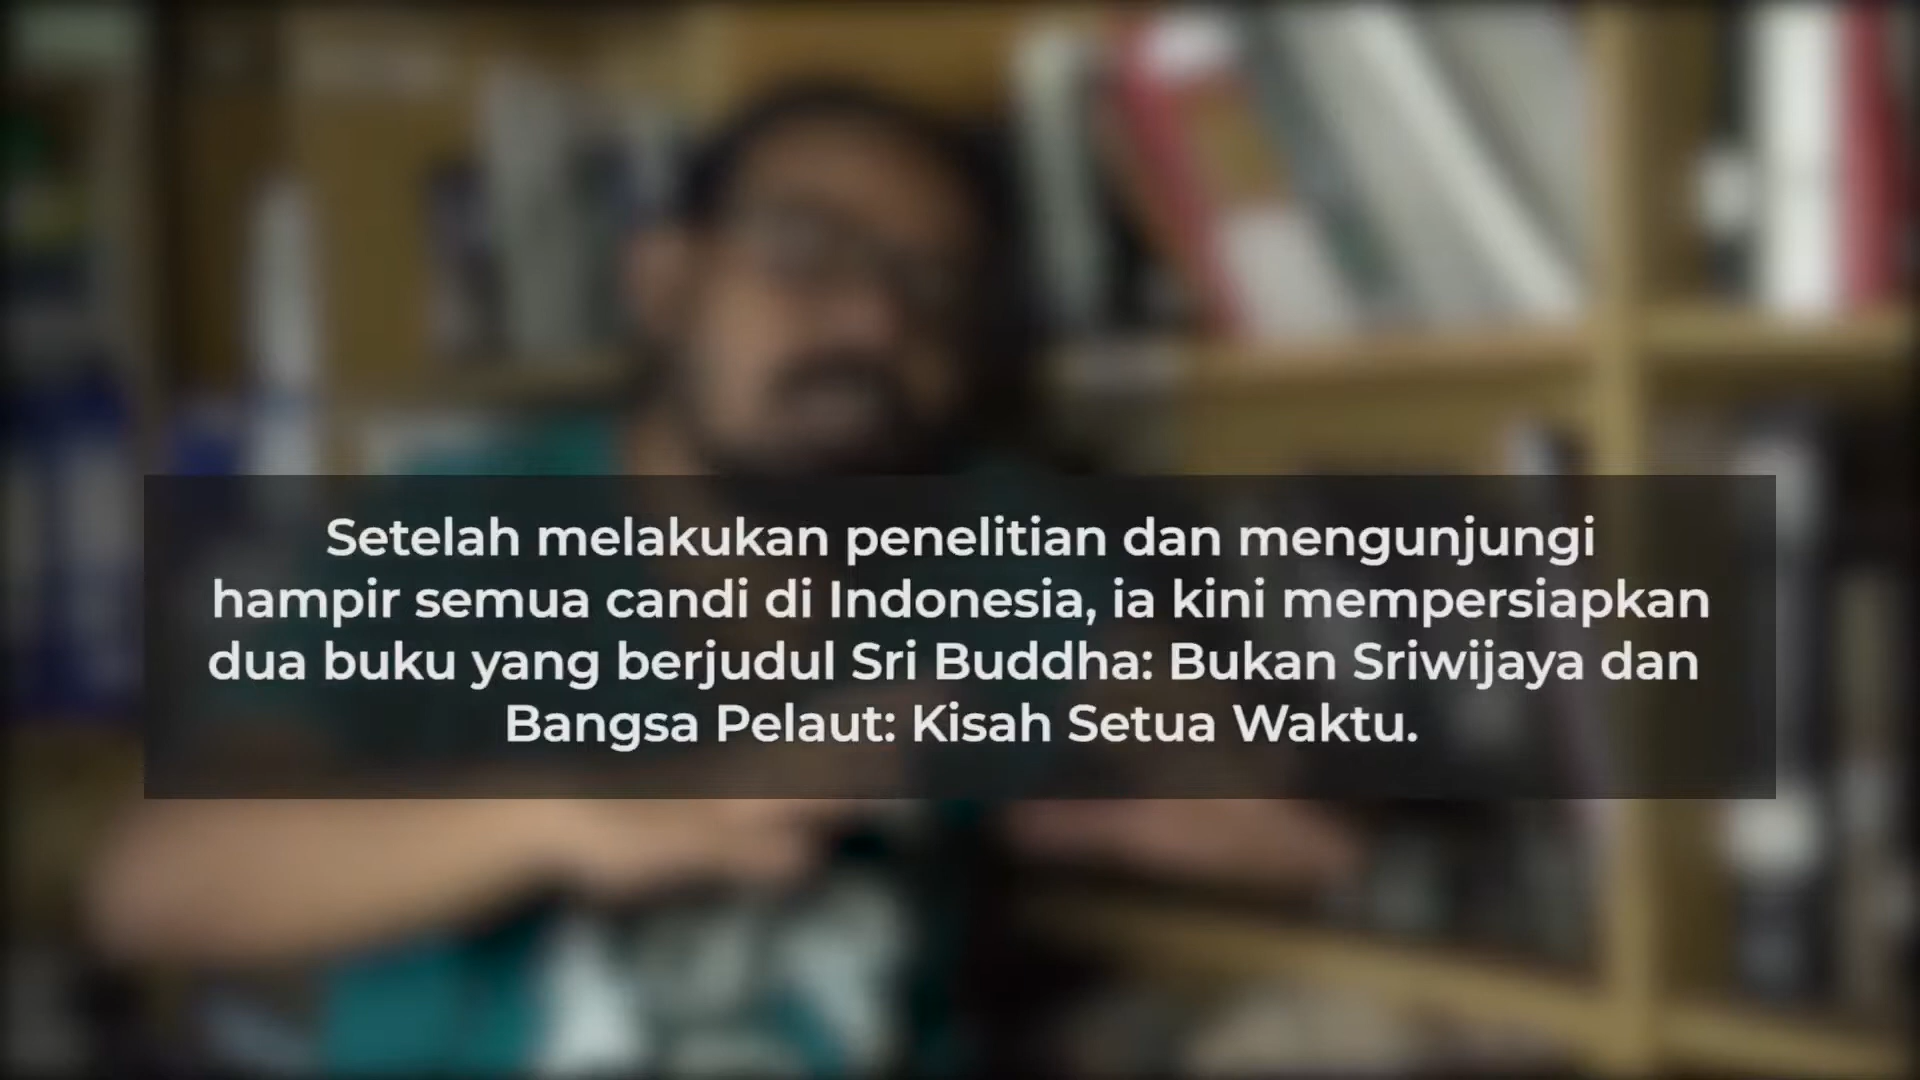 Setelah melakukan penelitian dan mengunjungi
hampir semua candi di Indonesia, ia kini mempersiapkan
dua buku yang berjudul Sri Buddha: Bukan Sriwijaya dan
Bangsa Pelaut: Kisah Setua Waktu.